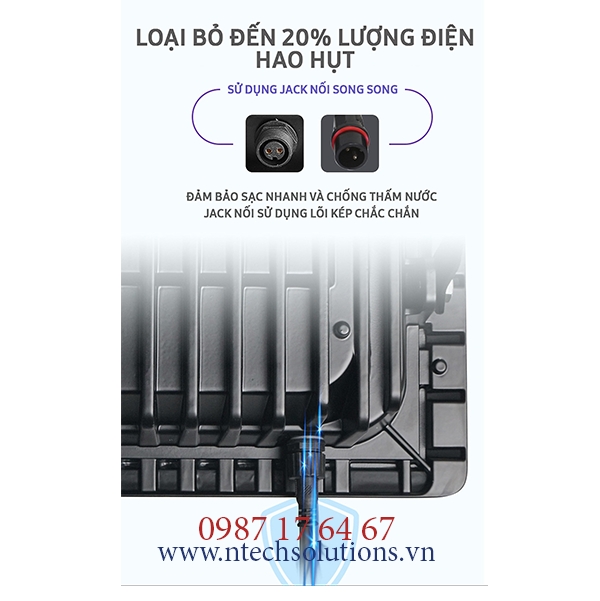 LOẠI BỎ ĐẾN 20% LƯỢNG ĐIỆN
HAO HỤT
SỬ DỤNG JACK NỐI SONG SONG
ĐẢM BẢO SẠC NHANH VÀ CHỐNG THẤM NƯỚC
JACK NỐI SỬ DỤNG LÕI KÉP CHẮC CHẮN
0987 17 64 67
www.ntechsolutions.vn